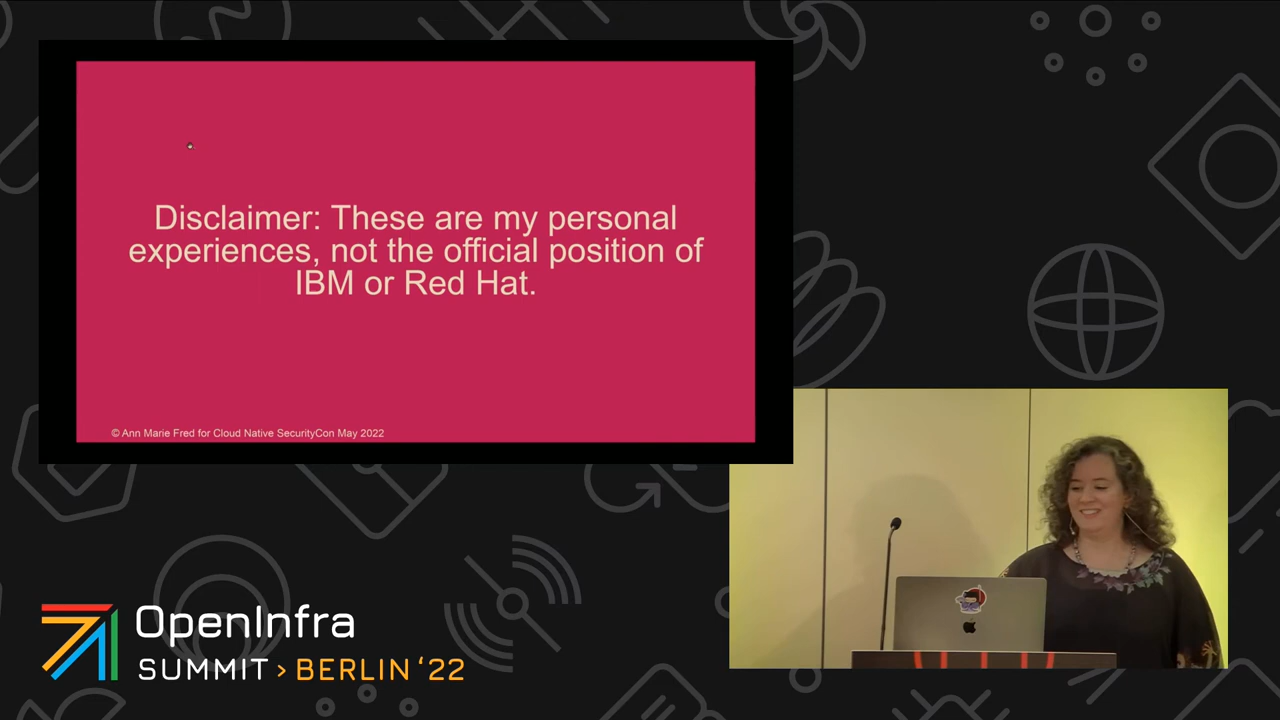 Disclaimer: These are my personal
experiences, not the official position of
IBM or Red Hat.
© Ann Marie Fred for Cloud Native SecurityCon May 2022
OpenInfra
SUMMIT > BERLIN ‘22